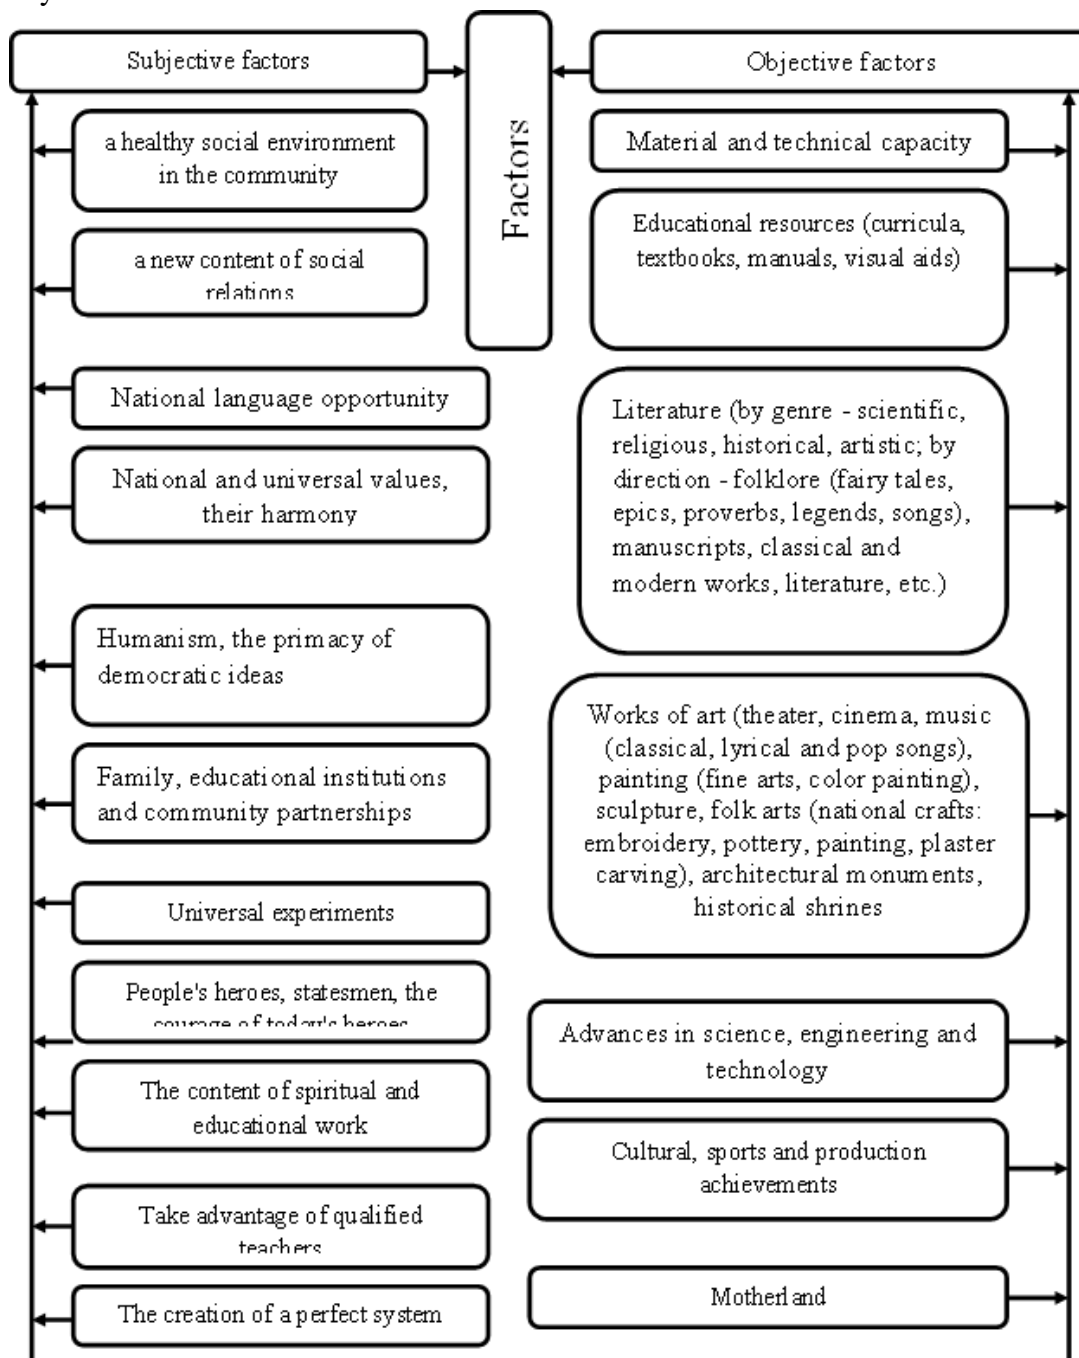 Subjective factors
Factors
Objective factors
a healthy social environment
in the community
a new content of social
relations
National language opportunity
National and universal values,
their harmony
Humanism, the primacy of
democratic ideas
Family, educational institutions
and community partnerships
Universal experiments
People's heroes, statesmen, the
courage of today's heroes
The content of spiritual and
educational work
Take advantage of qualified
teachers
The creation of a perfect system
Material and technical capacity
Educational resources (curricula,
textbooks, manuals, visual aids)
Literature (by genre - scientific,
religious, historical, artistic; by
direction - folklore (fairy tales,
epics, proverbs, legends, songs),
manuscripts, classical and
modern works, literature, etc.)
Works of art (theater, cinema, music
(classical, lyrical and pop songs),
painting (fine arts, color painting),
sculpture, folk arts (national crafts:
embroidery, pottery, painting, plaster
carving), architectural monuments,
historical shrines
Advances in science, engineering and
technology
Cultural, sports and production
achievements
Motherland